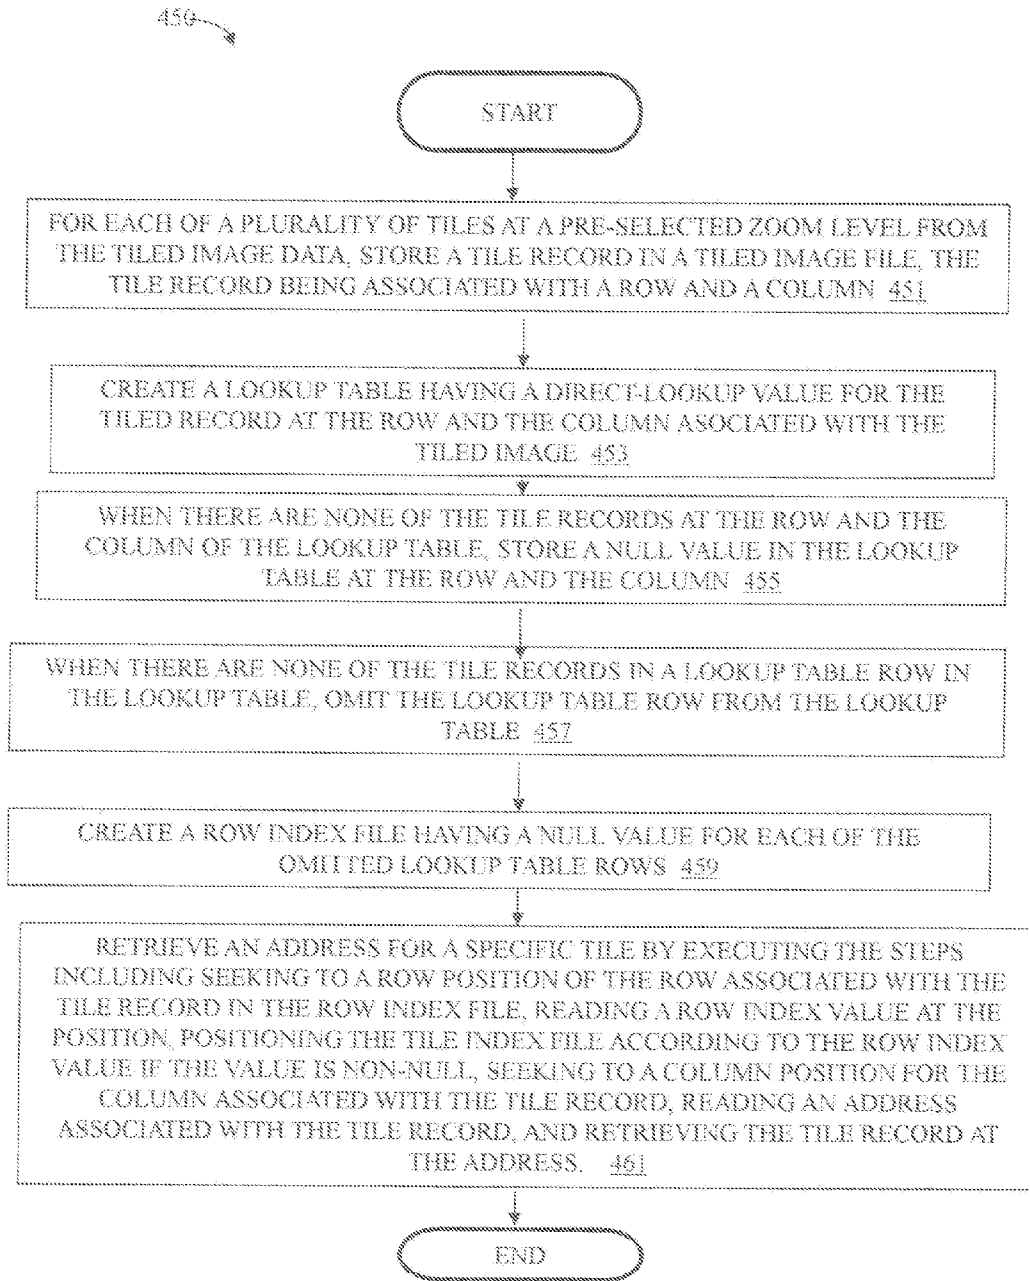 450
START
FOR EACH OF A PLURALITY OF TILES AT A PRE-SELECTED ZOOM LEVEL FROM
THE TILED IMAGE DATA, STORE A TILE RECORD IN A TILED IMAGE FILE, THE
TILE RECORD BEING ASSOCIATED WITH A ROW AND A COLUMN 451
CREATE A LOOKUP TABLE HAVING A DIRECT-LOOKUP VALUE FOR THE
TILED RECORD AT THE ROW AND THE COLUMN ASOCIATED WITH THE
TILED IMAGE 453
WHEN THERE ARE NONE OF THE TILE RECORDS AT THE ROW AND THE
COLUMN OF THE LOOKUP TABLE, STORE A NULL VALUE IN THE LOOKUP
TABLE AT THE ROW AND THE COLUMN 455
WHEN THERE ARE NONE OF THE TILE RECORDS IN A LOOKUP TABLE ROW IN
THE LOOKUP TABLE, OMIT THE LOOKUP TABLE ROW FROM THE LOOKUP
TABLE 457
CREATE A ROW INDEX FILE HAVING A NULL VALUE FOR EACH OF THE
OMITTED LOOKUP TABLE ROWS 459
RETRIEVE AN ADDRESS FOR A SPECIFIC TILE BY EXECUTING THE STEPS
INCLUDING SEEKING TO A ROW POSITION OF THE ROW ASSOCIATED WITH THE
TILE RECORD IN THE ROW INDEX FILE, READING A ROW INDEX VALUE AT THE
POSITION, POSITIONING THE TILE INDEX FILE ACCORDING TO THE ROW INDEX
VALUE IF THE VALUE IS NON-NULL, SEEKING TO A COLUMN POSITION FOR THE
COLUMN ASSOCIATED WITH THE TILE RECORD, READING AN ADDRESS
ASSOCIATED WITH THE TILE RECORD, AND RETRIEVING THE TILE RECORD AT
THE ADDRESS. 461
END